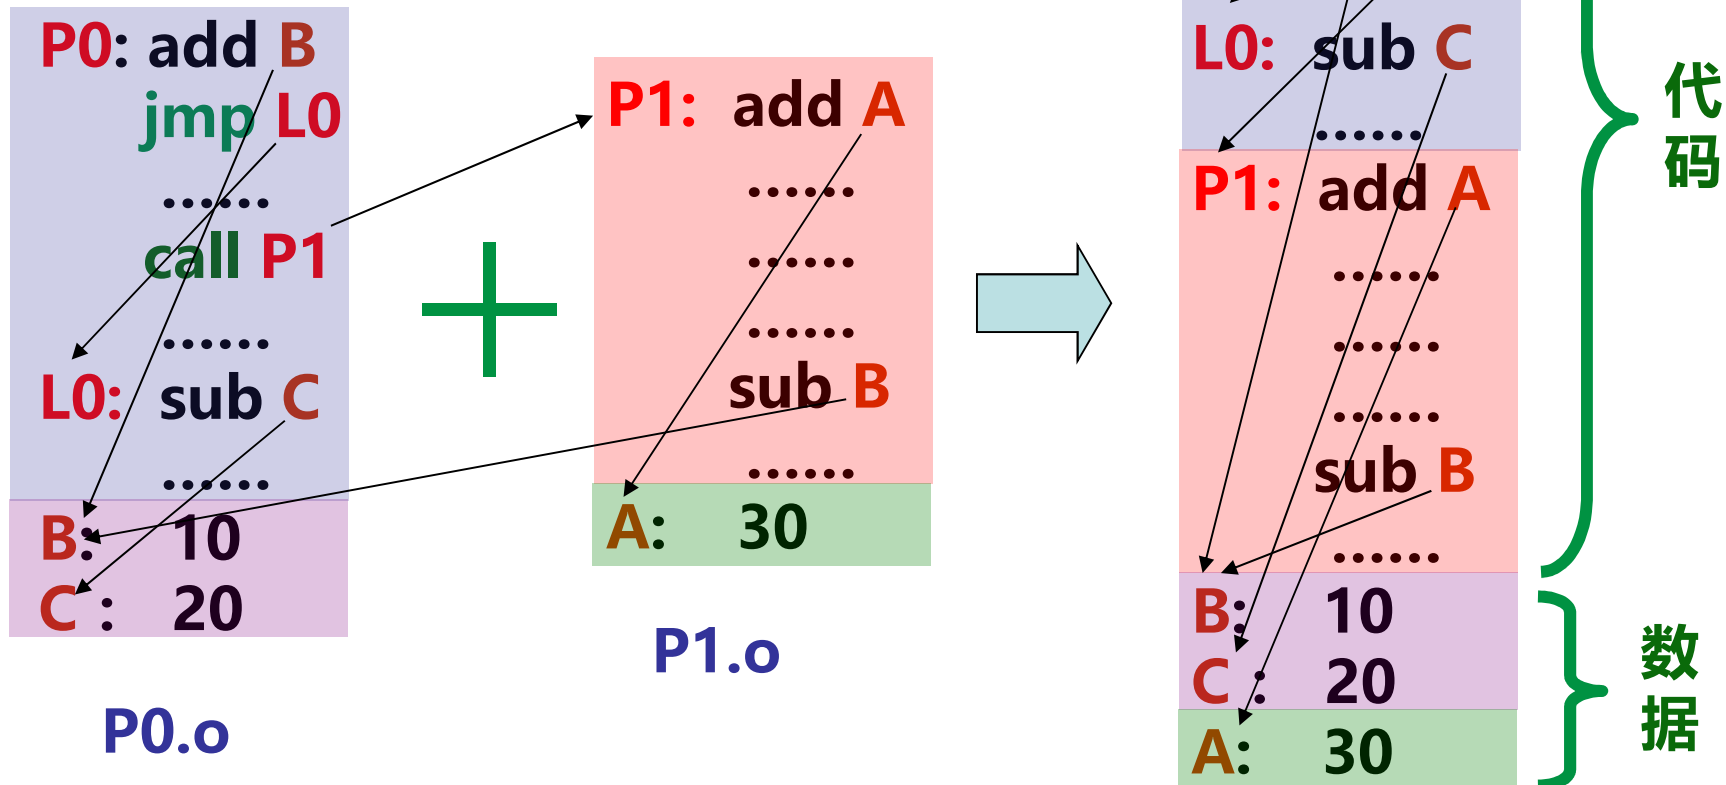 P0: add B
jmp L0
......
call P1
......
L0: sub C
......
B: 10
C : 20
P0.o
P1: add A
......
......
......
sub B
......
A: 30
P1.o
L0: sub C
......
P1: add A
......
......
......
sub B
......
B: 10
C : 20
A: 30
代
码
数
据